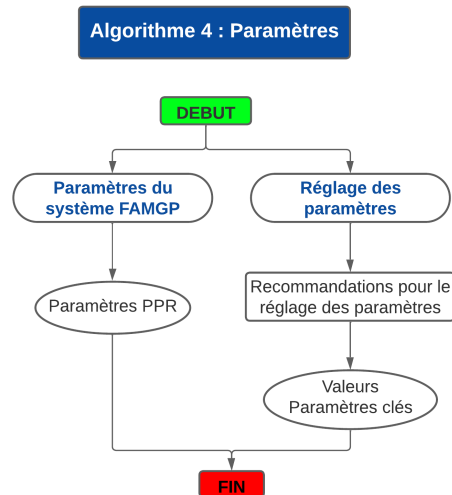 Algorithme 4 : Paramètres
DEBUT
Paramètres du
système FAMGP
Réglage des
paramètres
Paramètres PPR
Recommandations pour le
réglage des paramètres
Valeurs
Paramètres clés
FIN